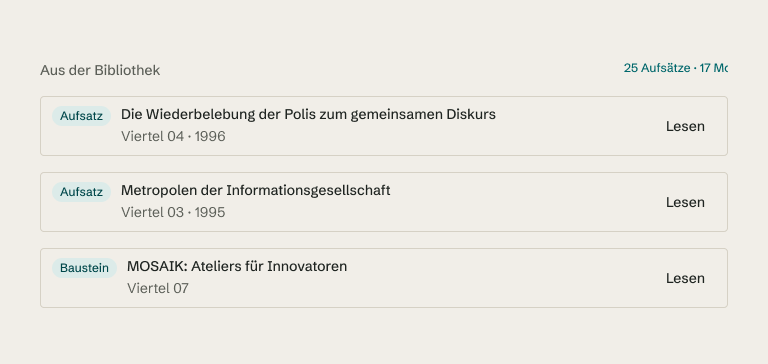 Aus der Bibliothek
25 Aufsätze · 17
Aufsatz
Die Wiederbelebung der Polis zum gemeinsamen Diskurs
Viertel 04 · 1996
Lesen
Aufsatz
Metropolen der Informationsgesellschaft
Viertel 03 · 1995
Lesen
Baustein
MOSAIK: Ateliers für Innovatoren
Viertel 07
Lesen